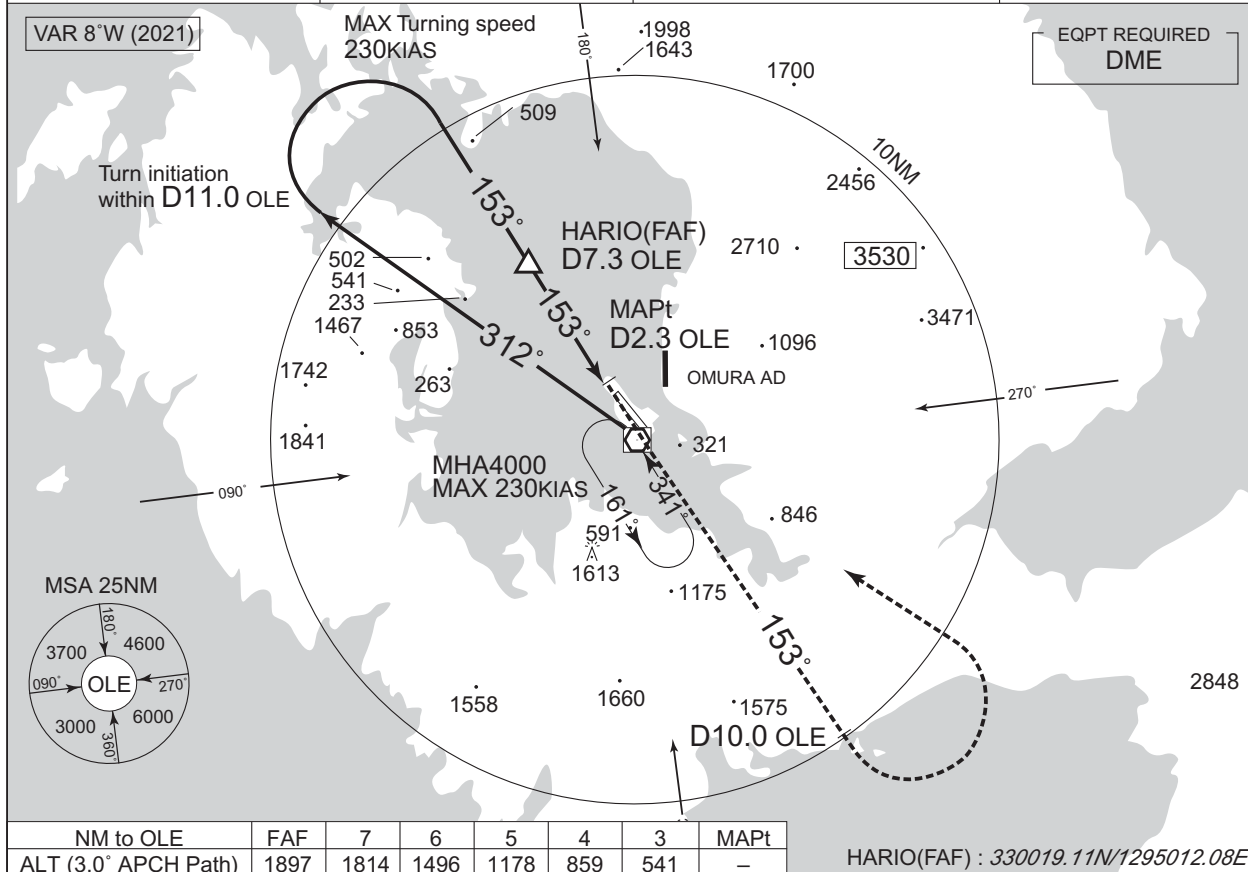 VAR 8˚W (2021)
MAX Turning speed
230KIAS
180˚
1998
1643
1700
EQPT REQUIRED
DME
509
10NM
2456
Turn initiation
within D11.0 OLE
153˚
HARIO(FAF)
D7.3 OLE
2710
3530
502
541
233
1467
853
312˚
153˚
MAPt
D2.3 OLE
1096
3471
OMURA AD
1742
263
270˚
1841
321
MHA4000
MAX 230KIAS
090˚
161˚
341˚
591
1613
846
1175
MSA 25NM
180˚
3700
4600
090˚
OLE
270˚
3000
6000
360˚
153˚
1558
1660
1575
D10.0 OLE
2848
NM to OLE FAF 7 6 5 4 3 MAPt
ALT (3.0˚ APCH Path) 1897 1814 1496 1178 859 541 –
HARIO(FAF) : 330019.11N/1295012.08E